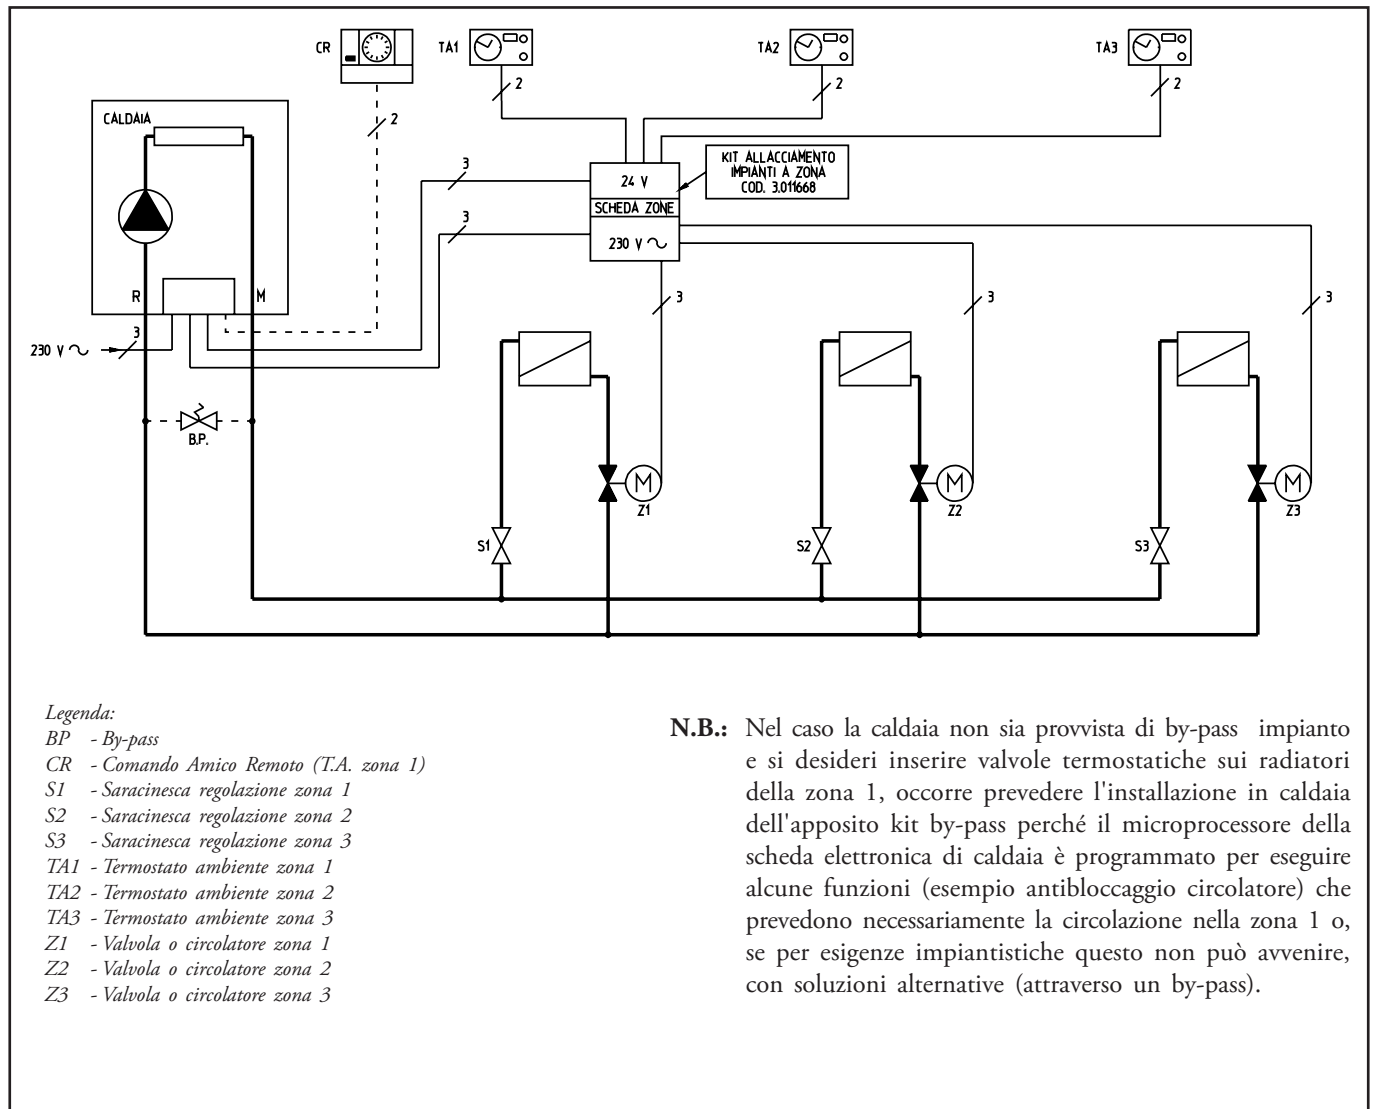 CR
TA1
TA2
TA3
2
2
2
2
CALDAIA
3
KIT ALLACCIAMENTO
IMPIANTI A ZONA
COD. 3.011668
24 V
SCHEDA ZONE
3
230 V
R
M
3
3
3
3
230 V
B.P.
Z1
Z2
Z3
S1
S2
S3
Legenda:
BP - By-pass
CR - Comando Amico Remoto (T.A. zona 1)
S1 - Saracinesca regolazione zona 1
S2 - Saracinesca regolazione zona 2
S3 - Saracinesca regolazione zona 3
TA1 - Termostato ambiente zona 1
TA2 - Termostato ambiente zona 2
TA3 - Termostato ambiente zona 3
Z1 - Valvola o circolatore zona 1
Z2 - Valvola o circolatore zona 2
Z3 - Valvola o circolatore zona 3
N.B.: Nel caso la caldaia non sia provvista di by-pass impianto
e si desideri inserire valvole termostatiche sui radiatori
della zona 1, occorre prevedere l'installazione in caldaia
dell'apposito kit by-pass perché il microprocessore della
scheda elettronica di caldaia è programmato per eseguire
alcune funzioni (esempio antibloccaggio circolatore) che
prevedono necessariamente la circolazione nella zona 1 o,
se per esigenze impiantistiche questo non può avvenire,
con soluzioni alternative (attraverso un by-pass).
M
M
M